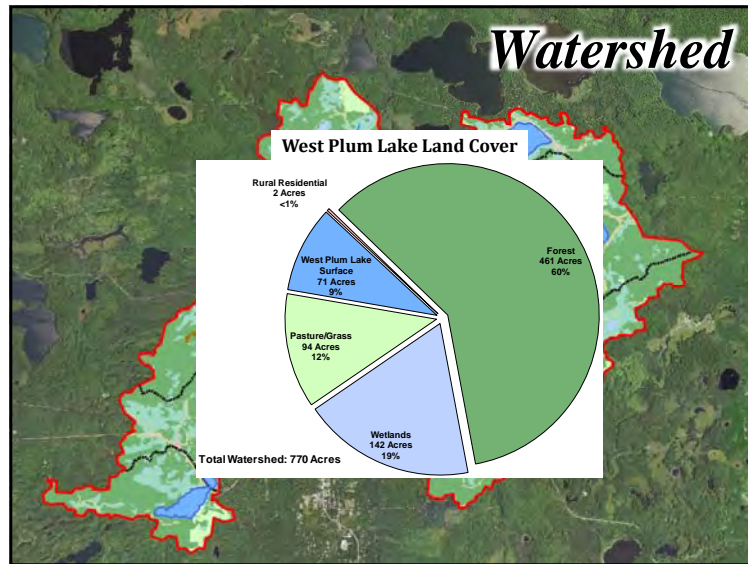 Watershed
West Plum Lake Land Cover
Rural Residential
2 Acres
<1%
Forest
461 Acres
60%
West Plum Lake
Surface
71 Acres
9%
Pasture/Grass
94 Acres
12%
Wetlands
142 Acres
19%
Total Watershed: 770 Acres